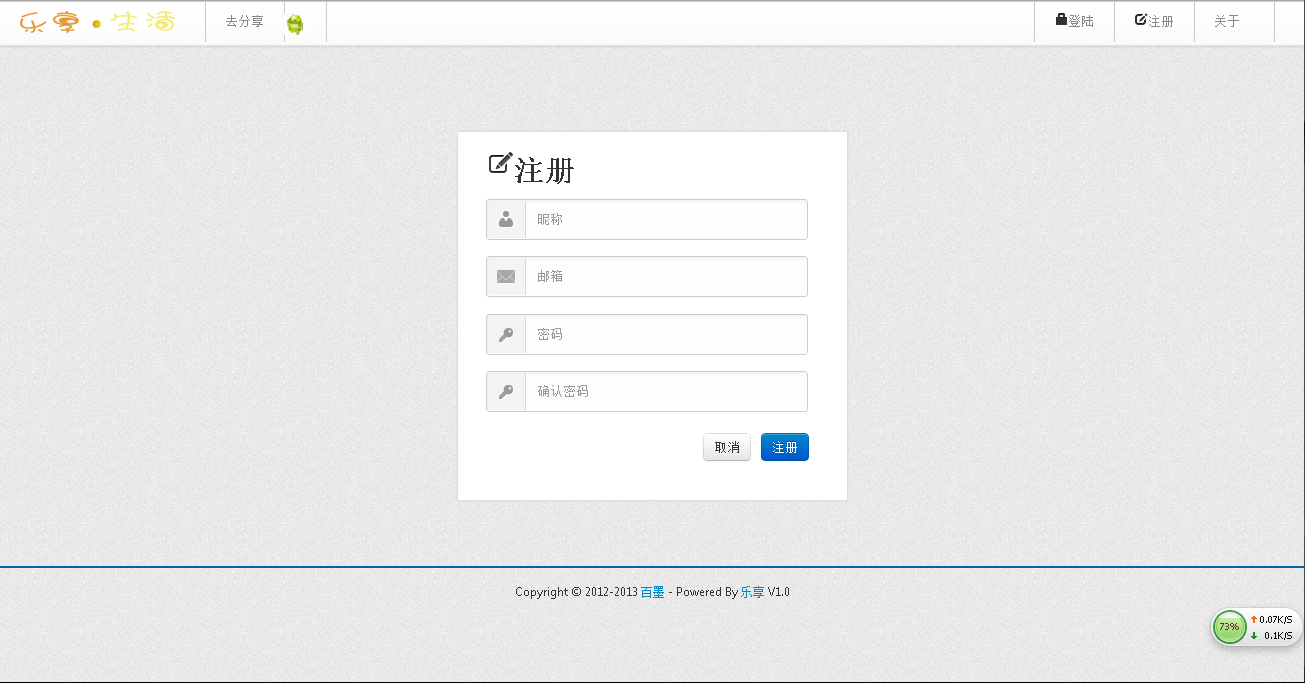 乐享•生活 去分享 登陆 注册 关于
注册
昵称
邮箱
密码
确认密码
取消 注册
Copyright © 2012-2013 百墨 - Powered By 乐享 V1.0
73% 0.07K/S
0.1K/S